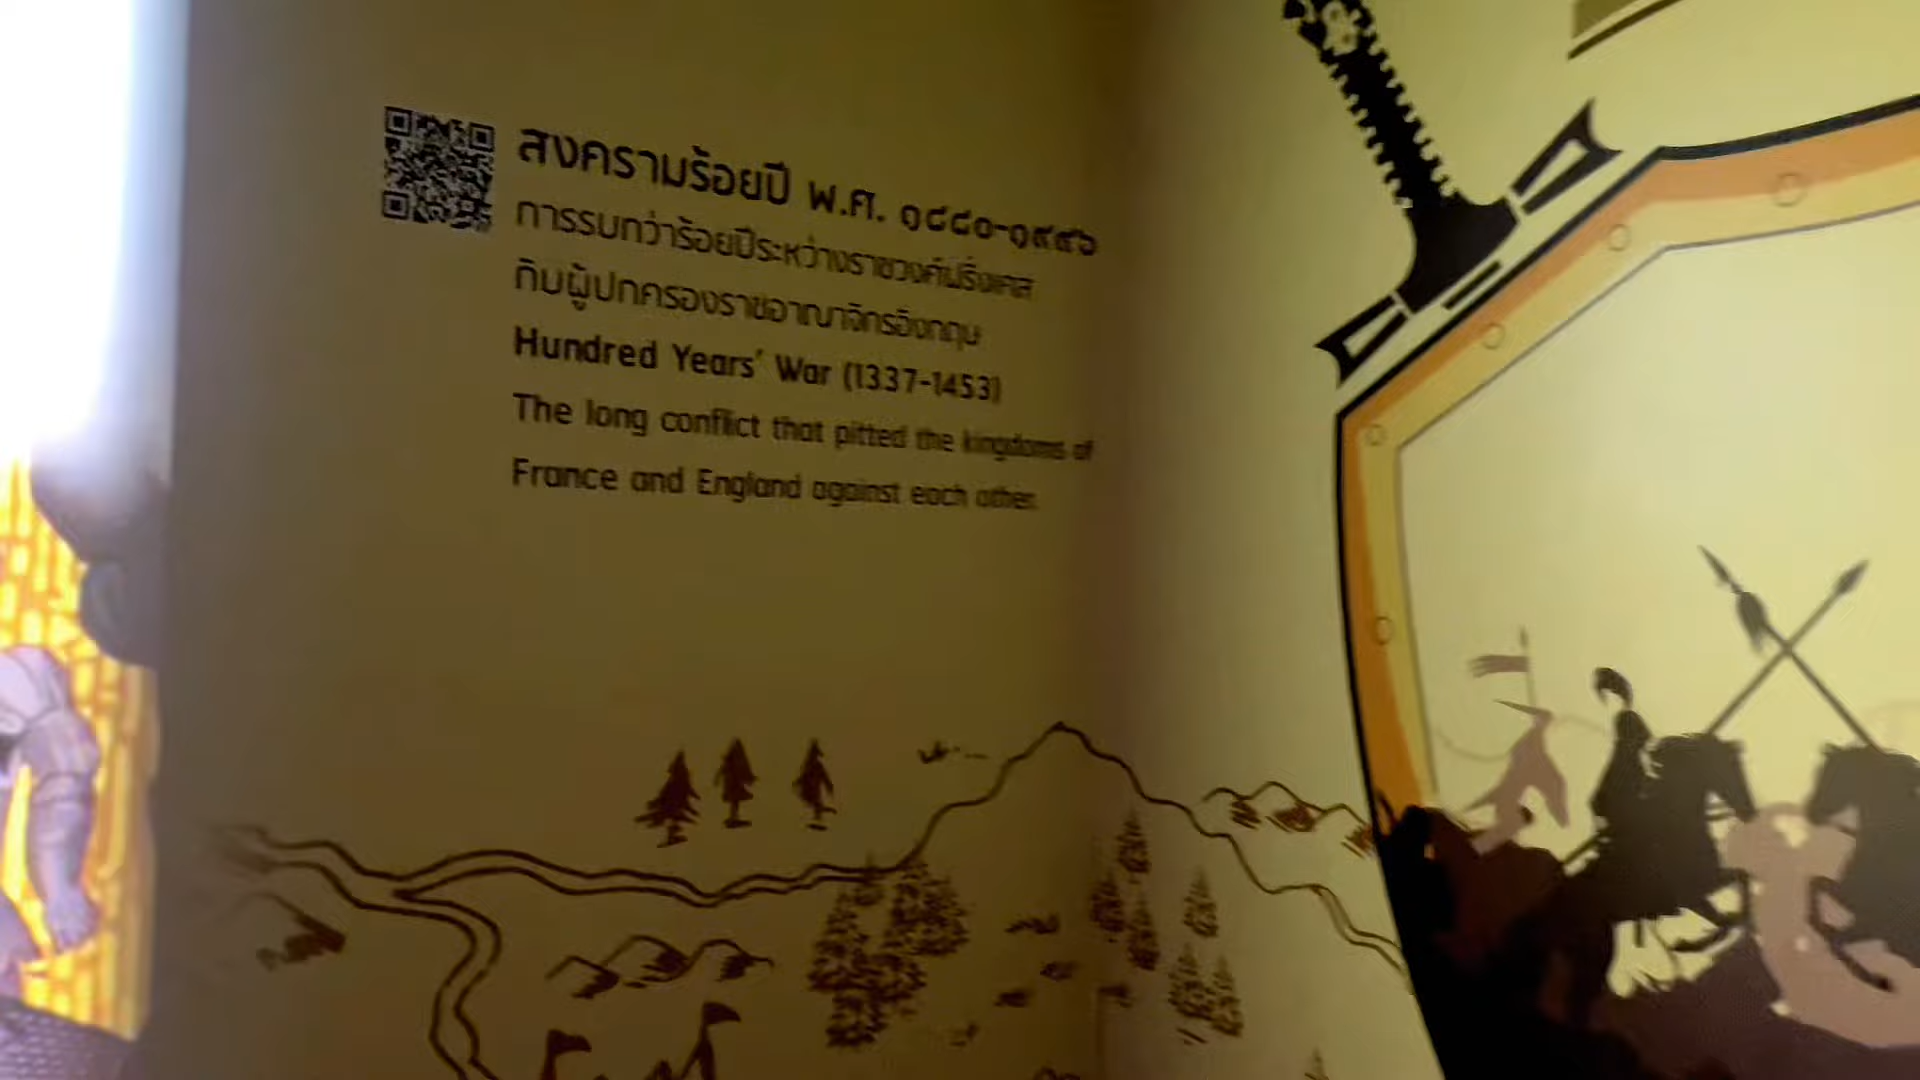 สงครามร้อยปี พ.ศ. ๑๘๘๐-๑๙๙๖
การรบกว่าร้อยปีระหว่างราชวงศ์ฝรั่งเศส
กับผู้ปกครองราชอาณาจักรอังกฤษ
Hundred Years' War (1337-1453)
The long conflict that pitted the kingdoms of
France and England against each other.